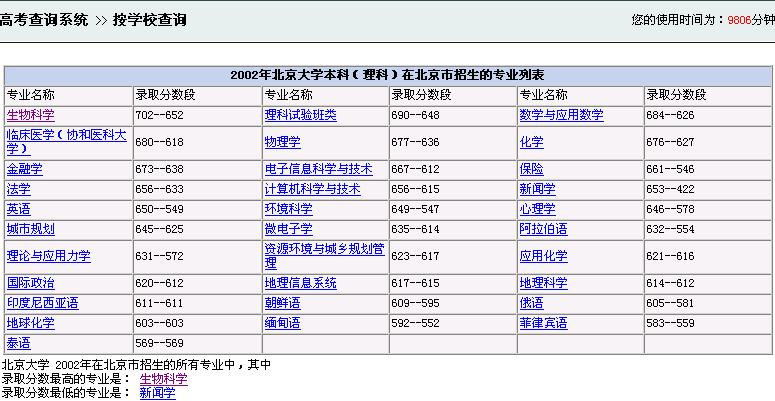 高考查询系统 >> 按学校查询 您的使用时间为：9806分钟
2002年北京大学本科（理科）在北京市招生的专业列表
专业名称 录取分数段 专业名称 录取分数段 专业名称 录取分数段
生物科学 702--652 理科试验班类 690--648 数学与应用数学 684--626
临床医学（协和医科大
学） 680--618 物理学 677--636 化学 676--627
金融学 673--638 电子信息科学与技术 667--612 保险 661--546
法学 656--633 计算机科学与技术 656--615 新闻学 653--422
英语 650--549 环境科学 649--547 心理学 646--578
城市规划 645--625 微电子学 635--614 阿拉伯语 632--554
理论与应用力学 631--572 资源环境与城乡规划管
理 623--617 应用化学 621--616
国际政治 620--612 地理信息系统 617--615 地理科学 614--612
印度尼西亚语 611--611 朝鲜语 609--595 俄语 605--581
地球化学 603--603 缅甸语 592--552 菲律宾语 583--559
泰语 569--569
北京大学 2002年在北京市招生的所有专业中，其中
录取分数最高的专业是： 生物科学
录取分数最低的专业是： 新闻学